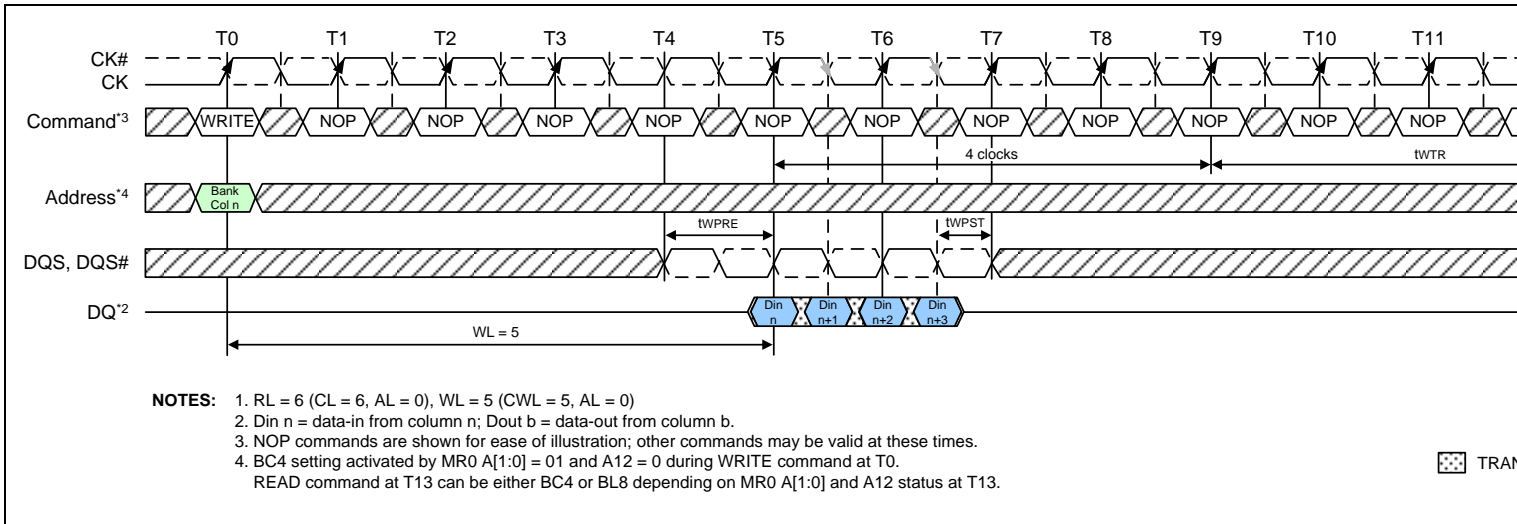 T0 T1 T2 T3 T4 T5 T6 T7 T8 T9 T10 T11
CK#
CK
Command*3 WRITE NOP NOP NOP NOP NOP NOP NOP NOP NOP NOP NOP
4 clocks tWTR
Address*4 Bank Col n
tWPRE tWPST
DQS, DQS#
DQ*2 Din n Din n+1 Din n+2 Din n+3
WL = 5
NOTES: 1. RL = 6 (CL = 6, AL = 0), WL = 5 (CWL = 5, AL = 0)
2. Din n = data-in from column n; Dout b = data-out from column b.
3. NOP commands are shown for ease of illustration; other commands may be valid at these times.
4. BC4 setting activated by MR0 A[1:0] = 01 and A12 = 0 during WRITE command at T0.
READ command at T13 can be either BC4 or BL8 depending on MR0 A[1:0] and A12 status at T13.
TRAN